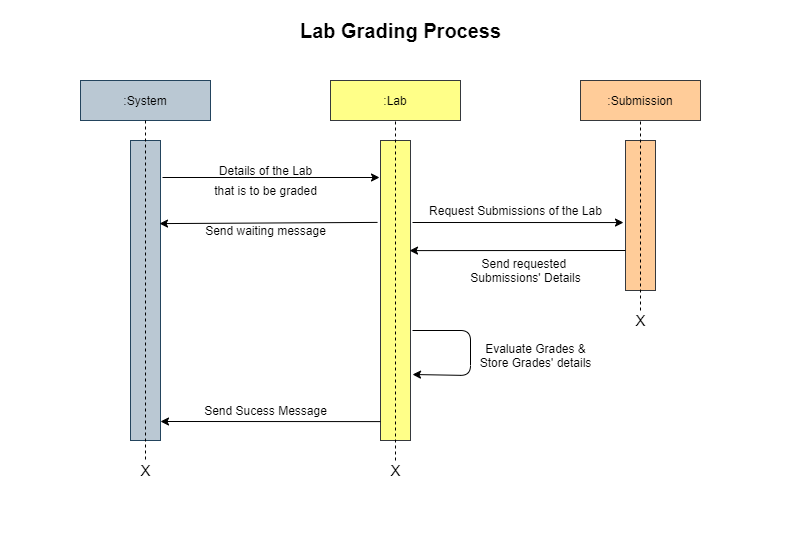 Lab Grading Process
:System
:Lab
:Submission
Details of the Lab
that is to be graded
Request Submissions of the Lab
Send waiting message
Send requested
Submissions' Details
X
Evaluate Grades &
Store Grades' details
Send Sucess Message
X
X